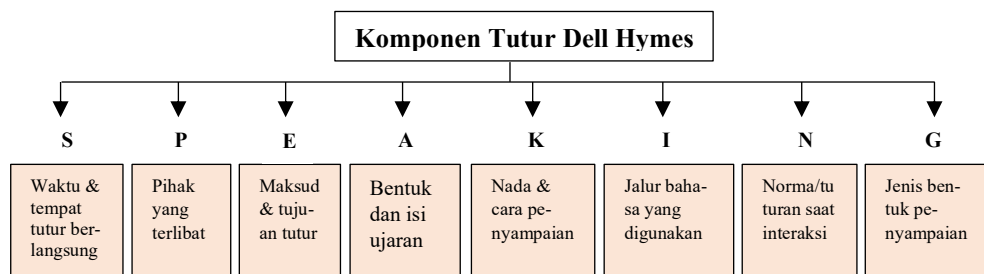 Komponen Tutur Dell Hymes
S
P
E
A
K
I
N
G
Waktu &
tempat
tutur ber-
langsung
Pihak
yang
terlibat
Maksud
& tuju-
an tutur
Bentuk
dan isi
ujaran
Nada &
cara pe-
nyampaian
Jalur baha-
sa yang
digunakan
Norma/tu
turan saat
interaksi
Jenis ben-
tuk pe-
nyampaian